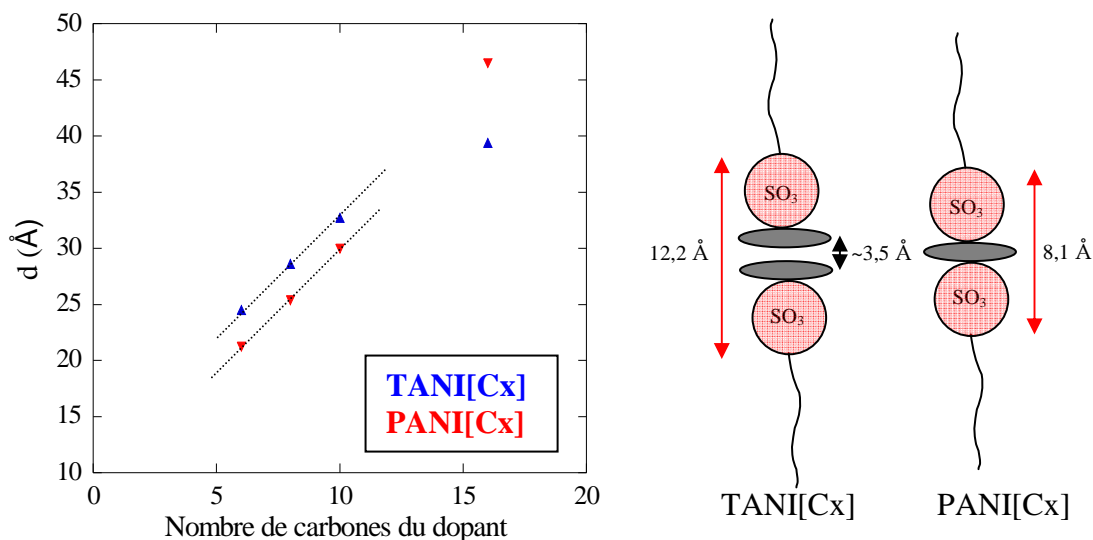 50
45
40
35
30
25
20
15
10
d (Å)
0
5
10
15
20
Nombre de carbones du dopant
TANI[Cx]
PANI[Cx]
SO₃
12,2 Å
~3,5 Å
SO₃
TANI[Cx]
SO₃
8,1 Å
SO₃
PANI[Cx]